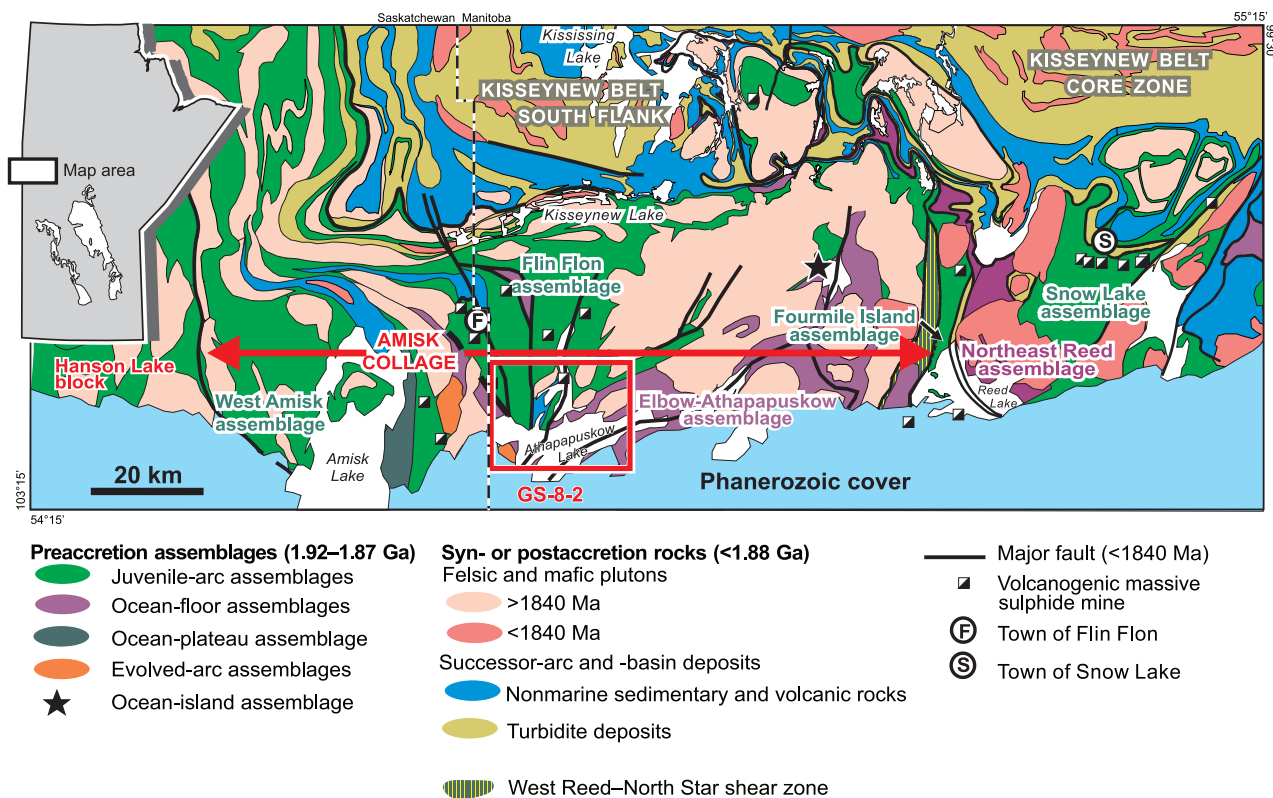 Saskatchewan Manitoba
55°15'
99°30'
Kississing
Lake
KISSEYNEW BELT
SOUTH FLANK
KISSEYNEW BELT
CORE ZONE
Map area
Kisseynew Lake
Flin Flon
assemblage
F
S
Snow Lake
assemblage
Fourmile Island
assemblage
AMISK
COLLAGE
Hanson Lake
block
Northeast Reed
assemblage
West Amisk
assemblage
Elbow-Athapapuskow
assemblage
Reed
Lake
Athapapuskow
Lake
Amisk
Lake
20 km
GS-8-2
Phanerozoic cover
103°15'
54°15'
Preaccretion assemblages (1.92–1.87 Ga)
Juvenile-arc assemblages
Ocean-floor assemblages
Ocean-plateau assemblage
Evolved-arc assemblages
Ocean-island assemblage
Syn- or postaccretion rocks (<1.88 Ga)
Felsic and mafic plutons
>1840 Ma
<1840 Ma
Successor-arc and -basin deposits
Nonmarine sedimentary and volcanic rocks
Turbidite deposits
West Reed–North Star shear zone
Major fault (<1840 Ma)
Volcanogenic massive
sulphide mine
F Town of Flin Flon
S Town of Snow Lake